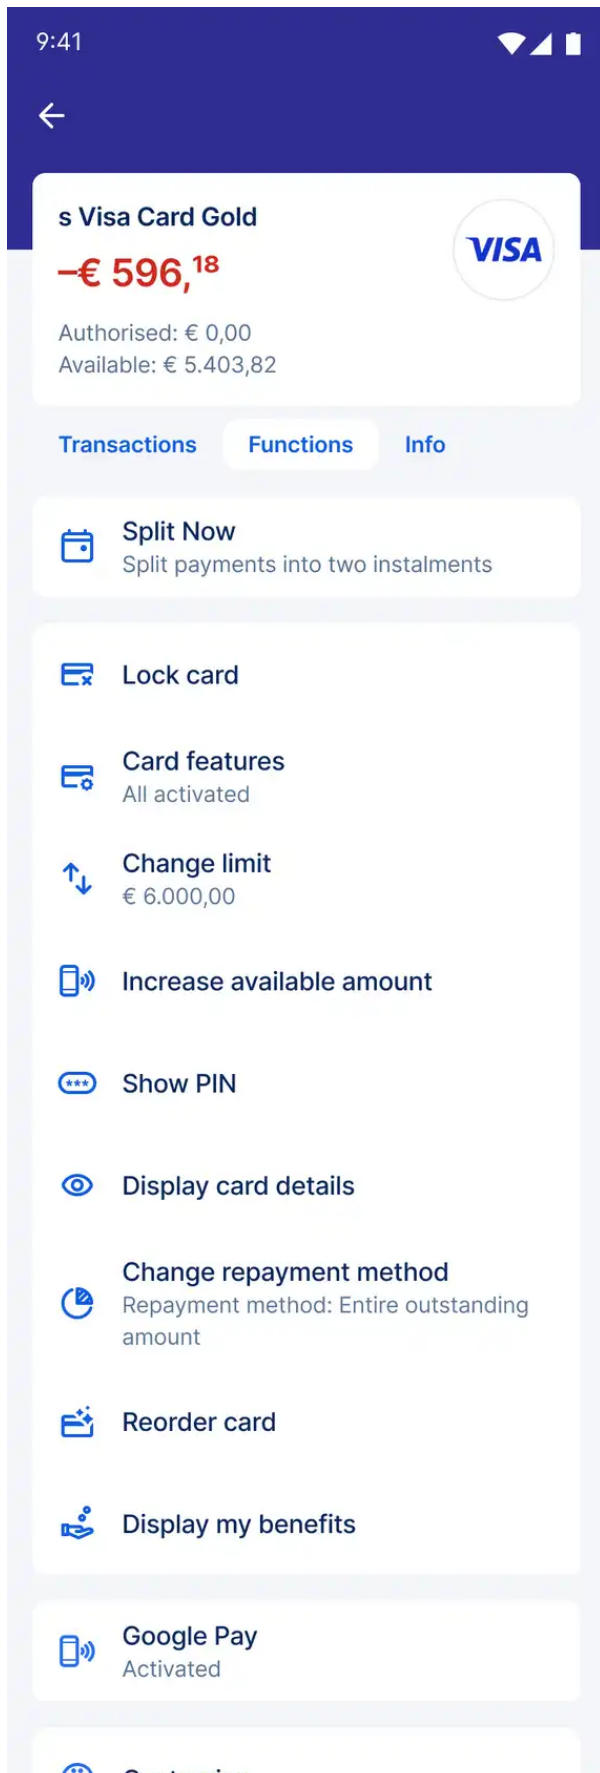 9:41
s Visa Card Gold
–€ 596,18
VISA
Authorised: € 0,00
Available: € 5.403,82
Transactions
Functions
Info
Split Now
Split payments into two instalments
Lock card
Card features
All activated
Change limit
€ 6.000,00
Increase available amount
Show PIN
Display card details
Change repayment method
Repayment method: Entire outstanding
amount
Reorder card
Display my benefits
Google Pay
Activated